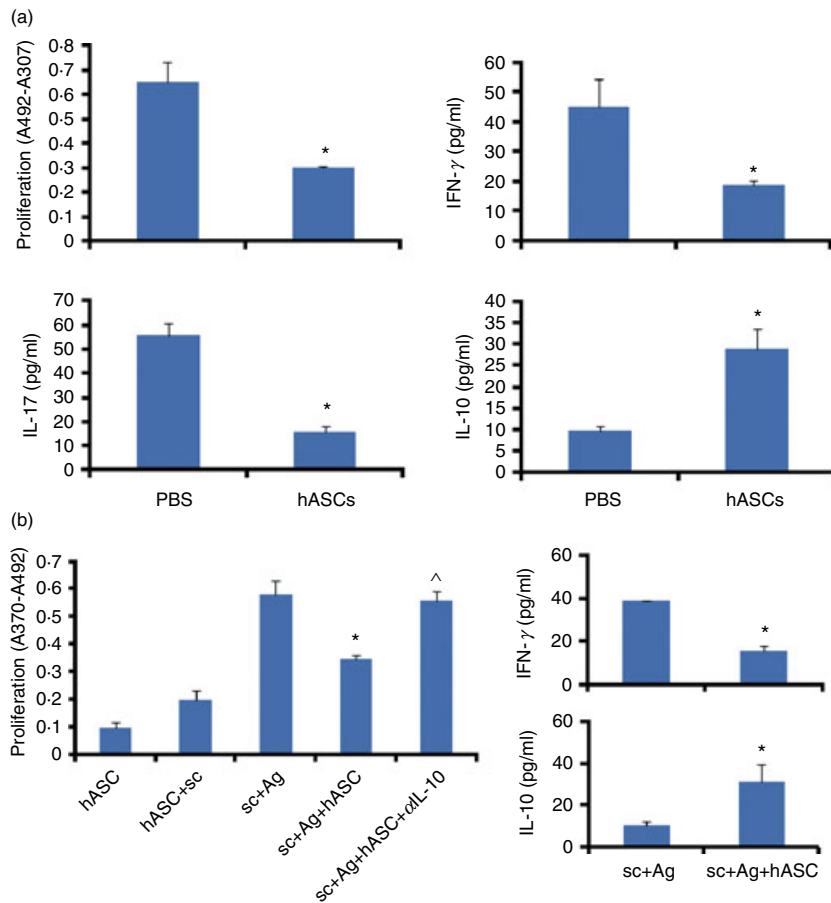 (a)
Proliferation (A492-A307)
0·8
0·7
0·6
0·5
0·4
0·3
0·2
0·1
0
*
IFN-γ (pg/ml)
60
50
40
30
20
10
0
*
IL-17 (pg/ml)
70
60
50
40
30
20
10
0
*
PBS
hASCs
IL-10 (pg/ml)
40
35
30
25
20
15
10
5
0
*
PBS
hASCs
(b)
Proliferation (A370-A492)
0·7
0·6
0·5
0·4
0·3
0·2
0·1
0
*
^
hASC
hASC+sc
sc+Ag
sc+Ag+hASC
sc+Ag+hASC+αIL-10
IFN-γ (pg/ml)
60
40
20
0
*
IL-10 (pg/ml)
60
40
20
0
*
sc+Ag
sc+Ag+hASC